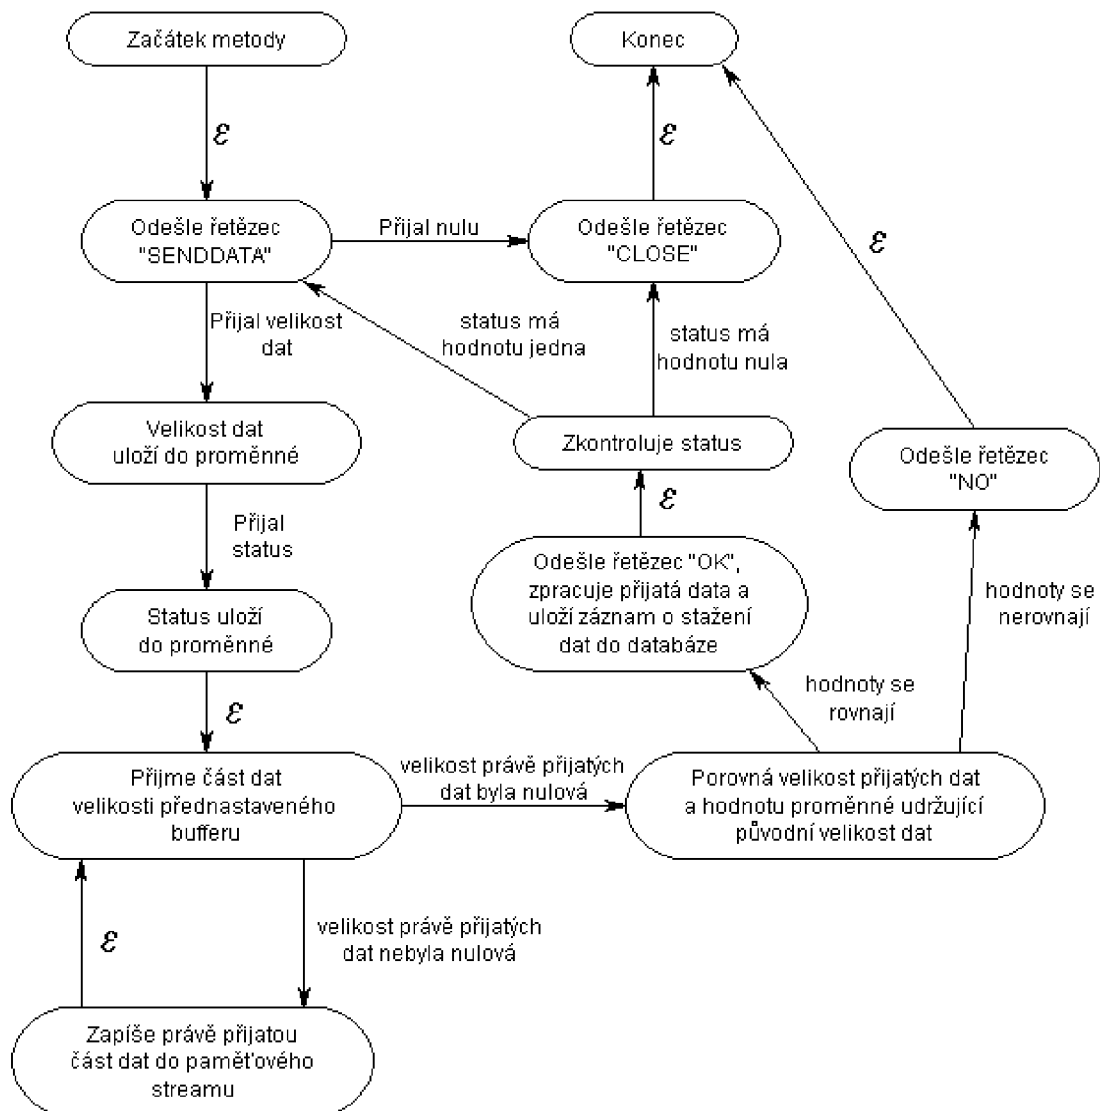 Začátek metody
Konec
ε
ε
Odešle řetězec
"SENDDATA"
Přijal nulu
Odešle řetězec
"CLOSE"
ε
Přijal velikost
dat
status má
hodnotu jedna
status má
hodnotu nula
Velikost dat
uloží do proměnné
Zkontroluje status
Odešle řetězec
"NO"
ε
Přijal
status
Odešle řetězec "OK",
zpracuje přijatá data a
uloží záznam o stažení
dat do databáze
hodnoty se
nerovnají
Status uloží
do proměnné
hodnoty se
rovnají
ε
Přijme část dat
velikosti přednastaveného
bufferu
velikost právě přijatých
dat byla nulová
Porovná velikost přijatých dat
a hodnotu proměnné udržující
původní velikost dat
velikost právě přijatých
dat nebyla nulová
ε
Zapíše právě přijatou
část dat do paměťového
streamu